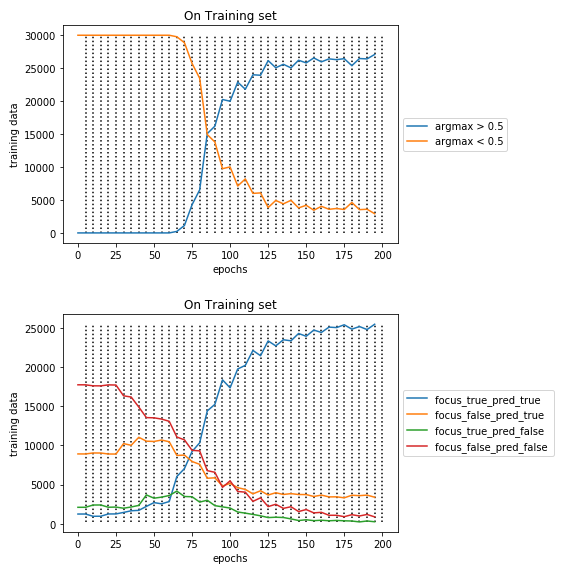 On Training set
30000
25000
20000
15000
10000
5000
0
training data
0 25 50 75 100 125 150 175 200
epochs
argmax > 0.5
argmax < 0.5
On Training set
25000
20000
15000
10000
5000
0
training data
0 25 50 75 100 125 150 175 200
epochs
focus_true_pred_true
focus_false_pred_true
focus_true_pred_false
focus_false_pred_false